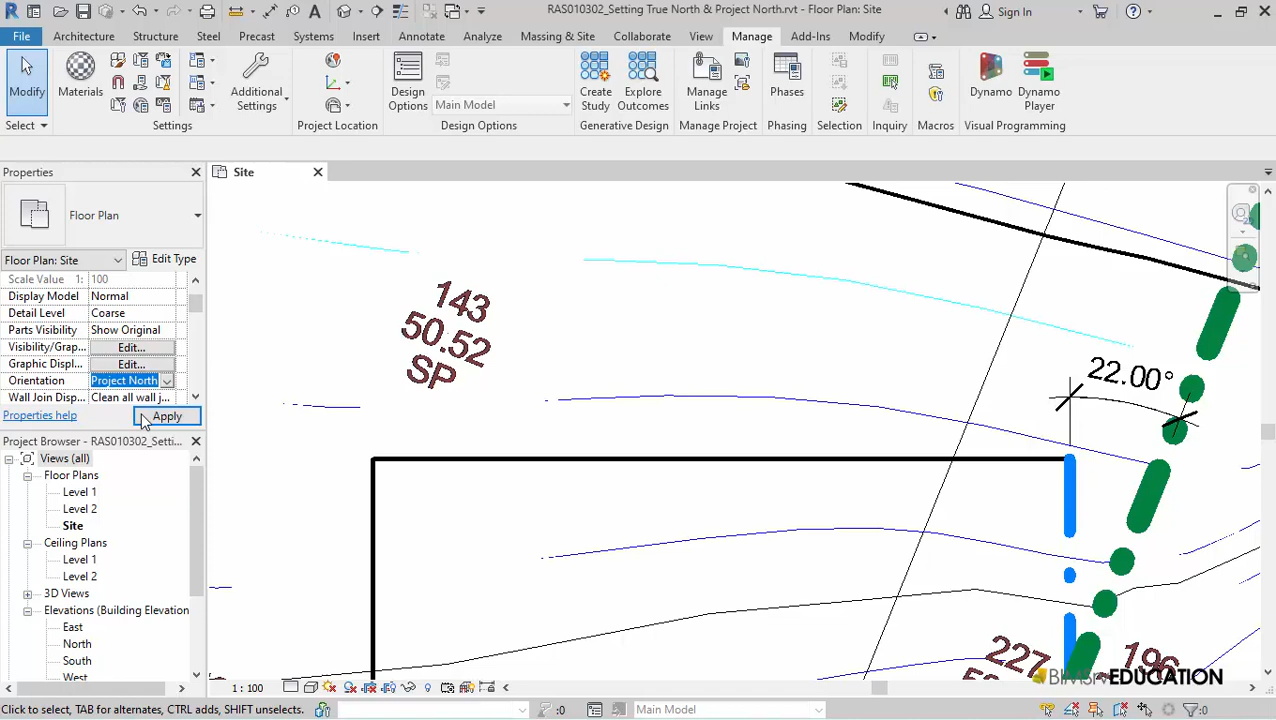 RAS010302_Setting True North & Project North.rvt - Floor Plan: Site
Sign In
File
Architecture
Structure
Steel
Precast
Systems
Insert
Annotate
Analyze
Massing & Site
Collaborate
View
Manage
Add-Ins
Modify
Modify
Materials
Additional
Settings
Design
Options
Main Model
Create
Study
Explore
Outcomes
Manage
Links
Phases
Dynamo
Dynamo
Player
Select
Settings
Project Location
Design Options
Generative Design
Manage Project
Phasing
Selection
Inquiry
Macros
Visual Programming
Properties
Site
Floor Plan
Floor Plan: Site
Edit Type
Scale Value 1: 100
Display Model Normal
Detail Level Coarse
Parts Visibility Show Original
Visibility/Grap... Edit...
Graphic Displ... Edit...
Orientation Project North
Wall Join Disp... Clean all wall j...
Properties help
Apply
Project Browser - RAS010302_Setti...
Views (all)
Floor Plans
Level 1
Level 2
Site
Ceiling Plans
Level 1
Level 2
3D Views
Elevations (Building Elevation
East
North
South
West
143
50.52
SP
22.00°
227
196
BIMSrvEDUCATION
1 : 100
Click to select, TAB for alternates, CTRL adds, SHIFT unselects.
:0
Main Model
:0